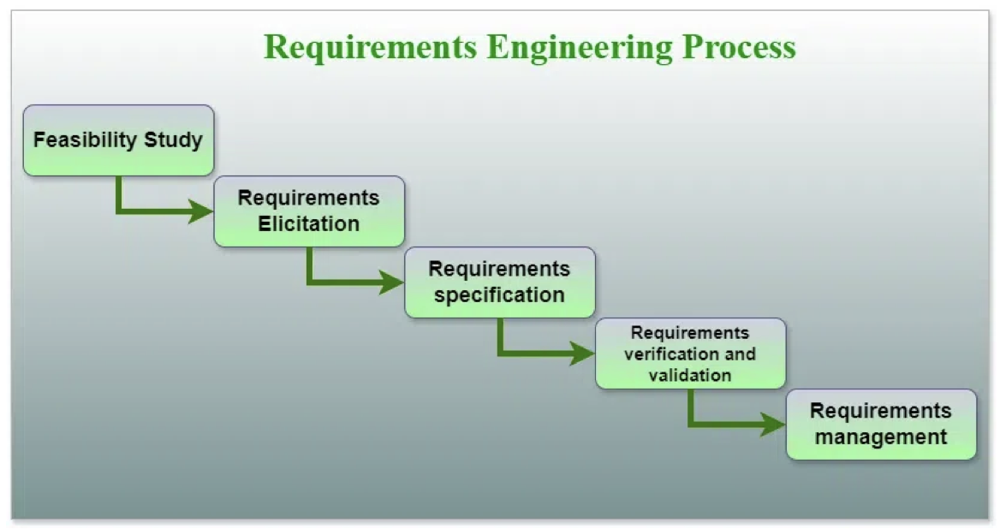 Requirements Engineering Process
Feasibility Study
Requirements
Elicitation
Requirements
specification
Requirements
verification and
validation
Requirements
management